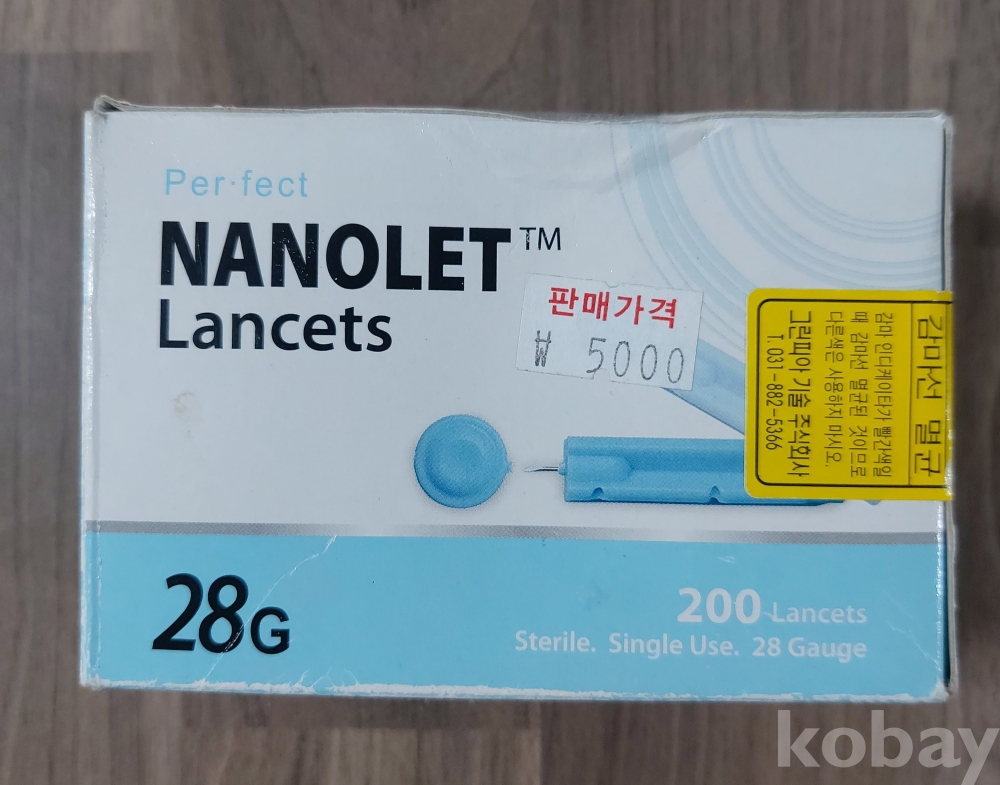 Per·fect
NANOLET™
Lancets
판매가격
₩ 5000
감마선 멸균
감마 인디케이타가 빨간색일
때 감마선 멸균된 것이므로
다른색은 사용하지 마시오.
그린피아 기술 주식회사
T. 031-882-5366
28G
200 Lancets
Sterile. Single Use. 28 Gauge
kobay